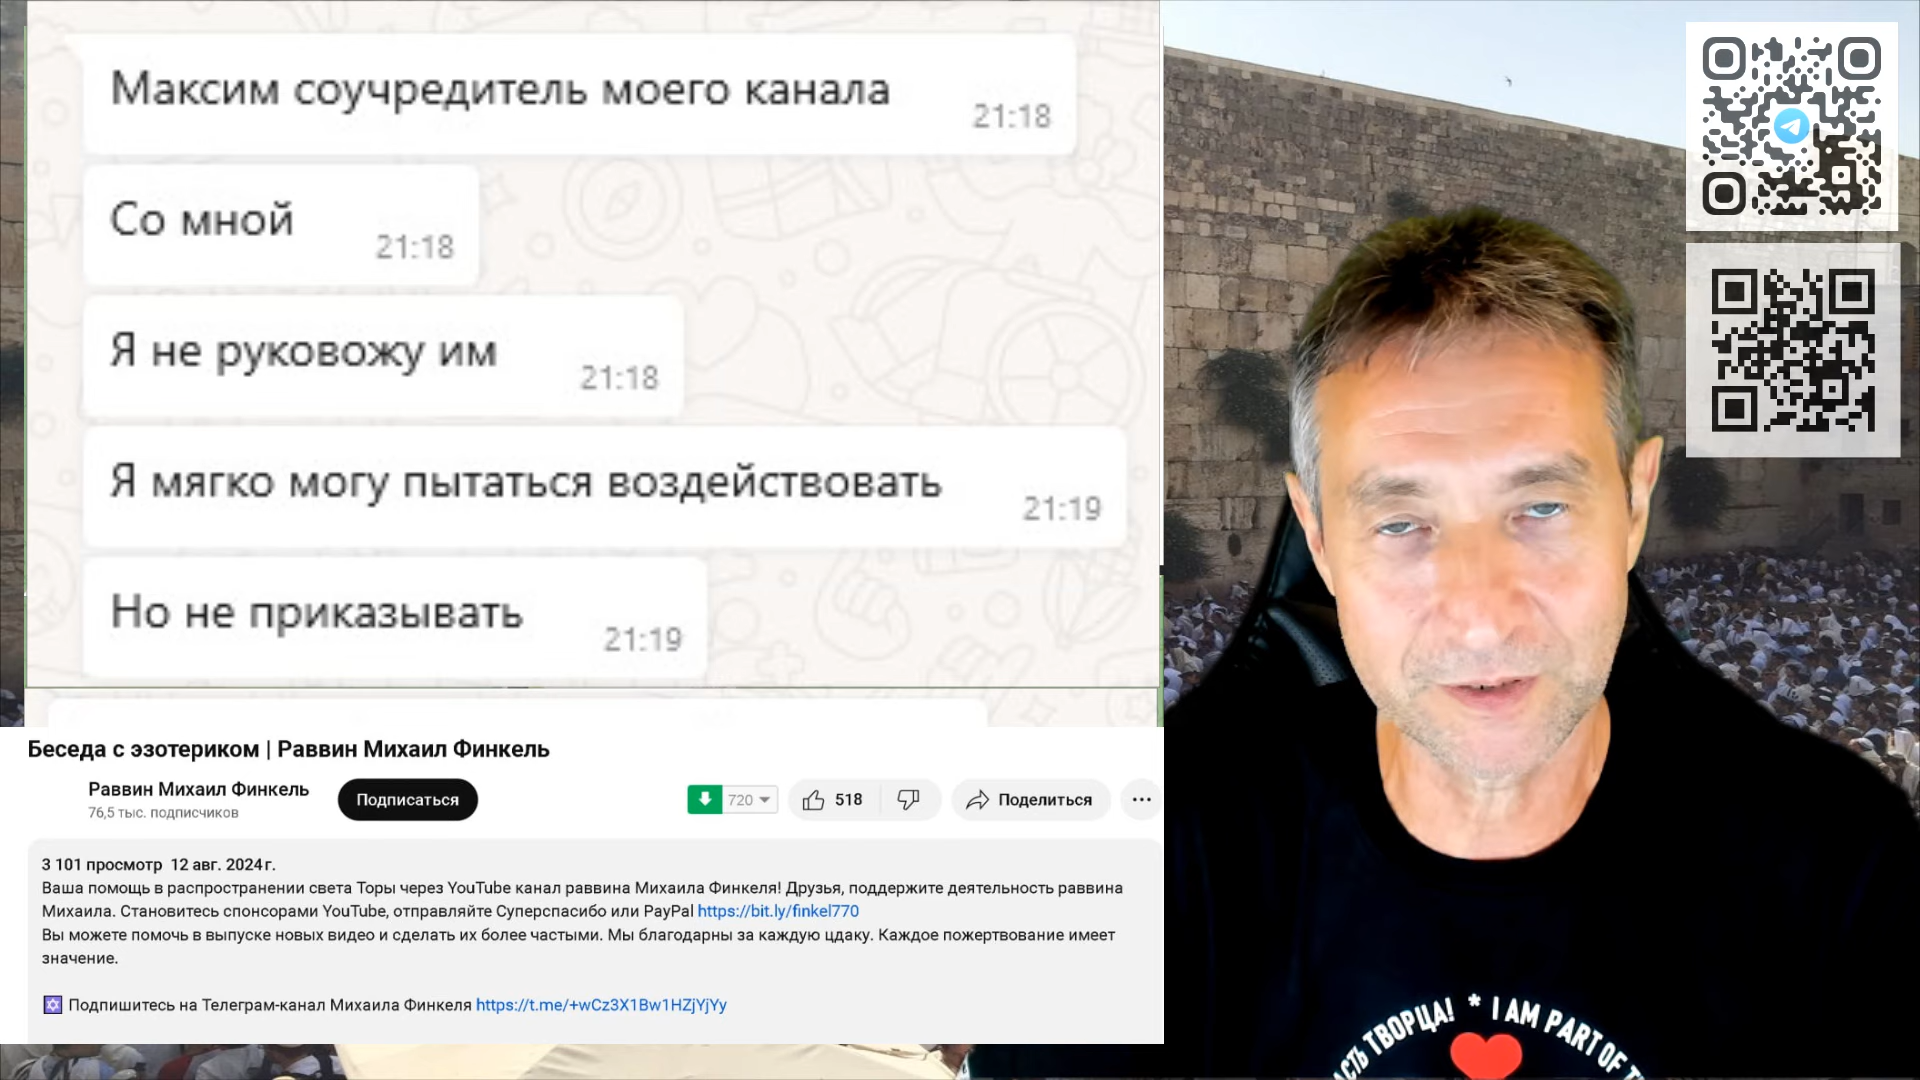 Максим соучредитель моего канала
21:18
Со мной
21:18
Я не руковожу им
21:18
Я мягко могу пытаться воздействовать
21:19
Но не приказывать
21:19
Беседа с эзотериком | Раввин Михаил Финкель
Раввин Михаил Финкель
76,5 тыс. подписчиков
Подписаться
720
518
Поделиться
3 101 просмотр 12 авг. 2024 г.
Ваша помощь в распространении света Торы через YouTube канал раввина Михаила Финкеля! Друзья, поддержите деятельность раввина
Михаила. Становитесь спонсорами YouTube, отправляйте Суперспасибо или PayPal https://bit.ly/finkel770
Вы можете помочь в выпуске новых видео и сделать их более частыми. Мы благодарны за каждую цдаку. Каждое пожертвование имеет
значение.
Подпишитесь на Телеграм-канал Михаила Финкеля https://t.me/+wCz3X1Bw1HZjYjYy
ТВОРЦА! * I AM PART OF